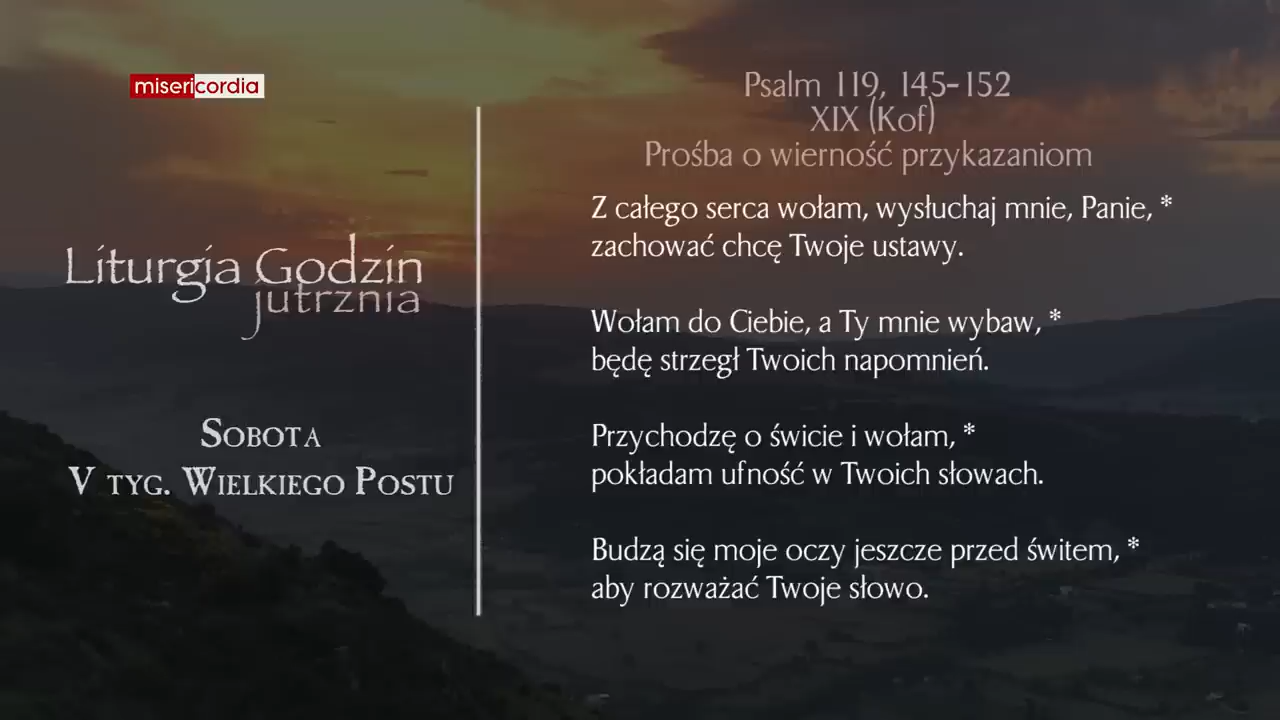 misericordia
Liturgia Godzin
jutrznia
Sobota
V tyg. Wielkiego Postu
Psalm 119, 145-152
XIX (Kof)
Prośba o wierność przykazaniom
Z całego serca wołam, wysłuchaj mnie, Panie, *
zachować chcę Twoje ustawy.
Wołam do Ciebie, a Ty mnie wybaw, *
będę strzegł Twoich napomnień.
Przychodzę o świcie i wołam, *
pokładam ufność w Twoich słowach.
Budzą się moje oczy jeszcze przed świtem, *
aby rozważać Twoje słowo.